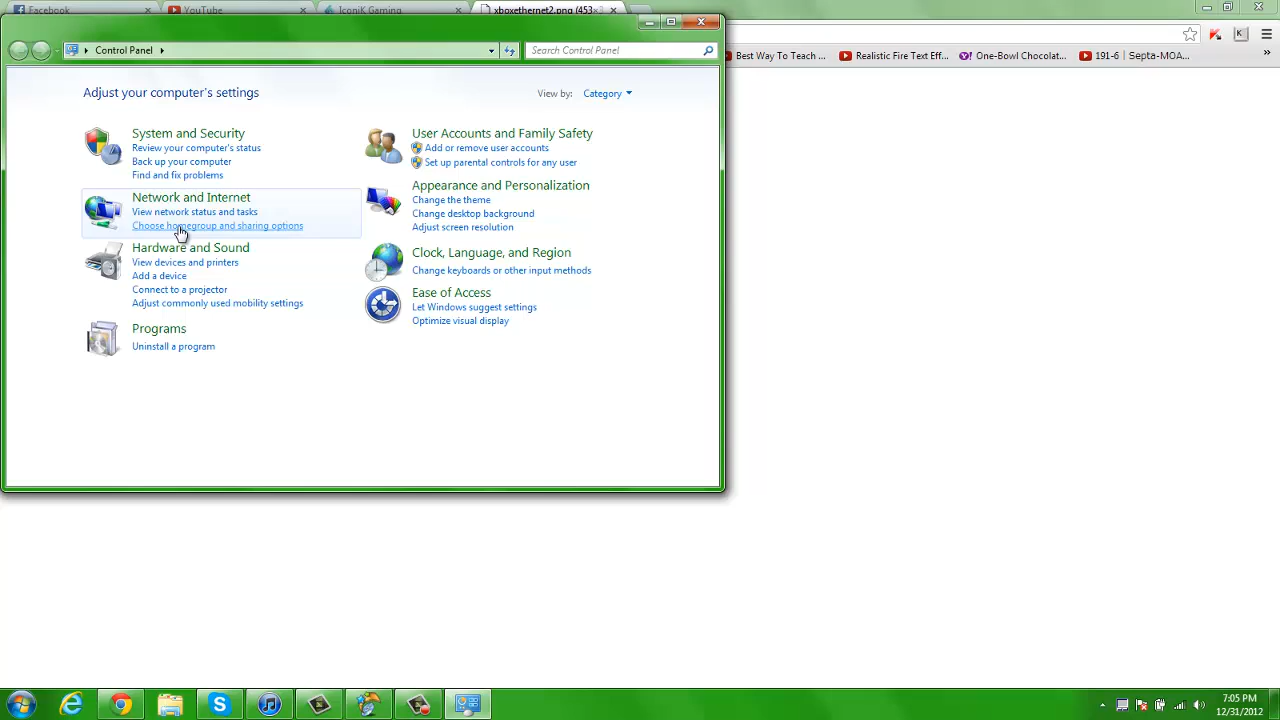 Facebook
YouTube
IconiK Gaming
xboxethernet2.png (453×
Control Panel
Search Control Panel
Best Way To Teach ...
Realistic Fire Text Eff...
One-Bowl Chocolat...
191-6 | Septa-MOA...
Adjust your computer's settings
View by: Category
System and Security
Review your computer's status
Back up your computer
Find and fix problems
Network and Internet
View network status and tasks
Choose homegroup and sharing options
Hardware and Sound
View devices and printers
Add a device
Connect to a projector
Adjust commonly used mobility settings
Programs
Uninstall a program
User Accounts and Family Safety
Add or remove user accounts
Set up parental controls for any user
Appearance and Personalization
Change the theme
Change desktop background
Adjust screen resolution
Clock, Language, and Region
Change keyboards or other input methods
Ease of Access
Let Windows suggest settings
Optimize visual display
7:05 PM
12/31/2012